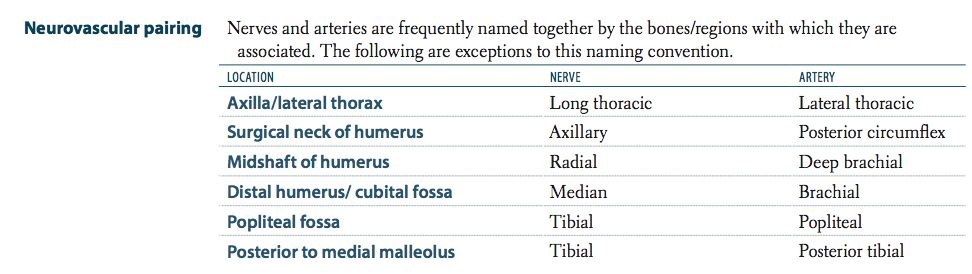 Neurovascular pairing Nerves and arteries are frequently named together by the bones/regions with which they are
associated. The following are exceptions to this naming convention.
LOCATION NERVE ARTERY
Axilla/lateral thorax Long thoracic Lateral thoracic
Surgical neck of humerus Axillary Posterior circumflex
Midshaft of humerus Radial Deep brachial
Distal humerus/ cubital fossa Median Brachial
Popliteal fossa Tibial Popliteal
Posterior to medial malleolus Tibial Posterior tibial